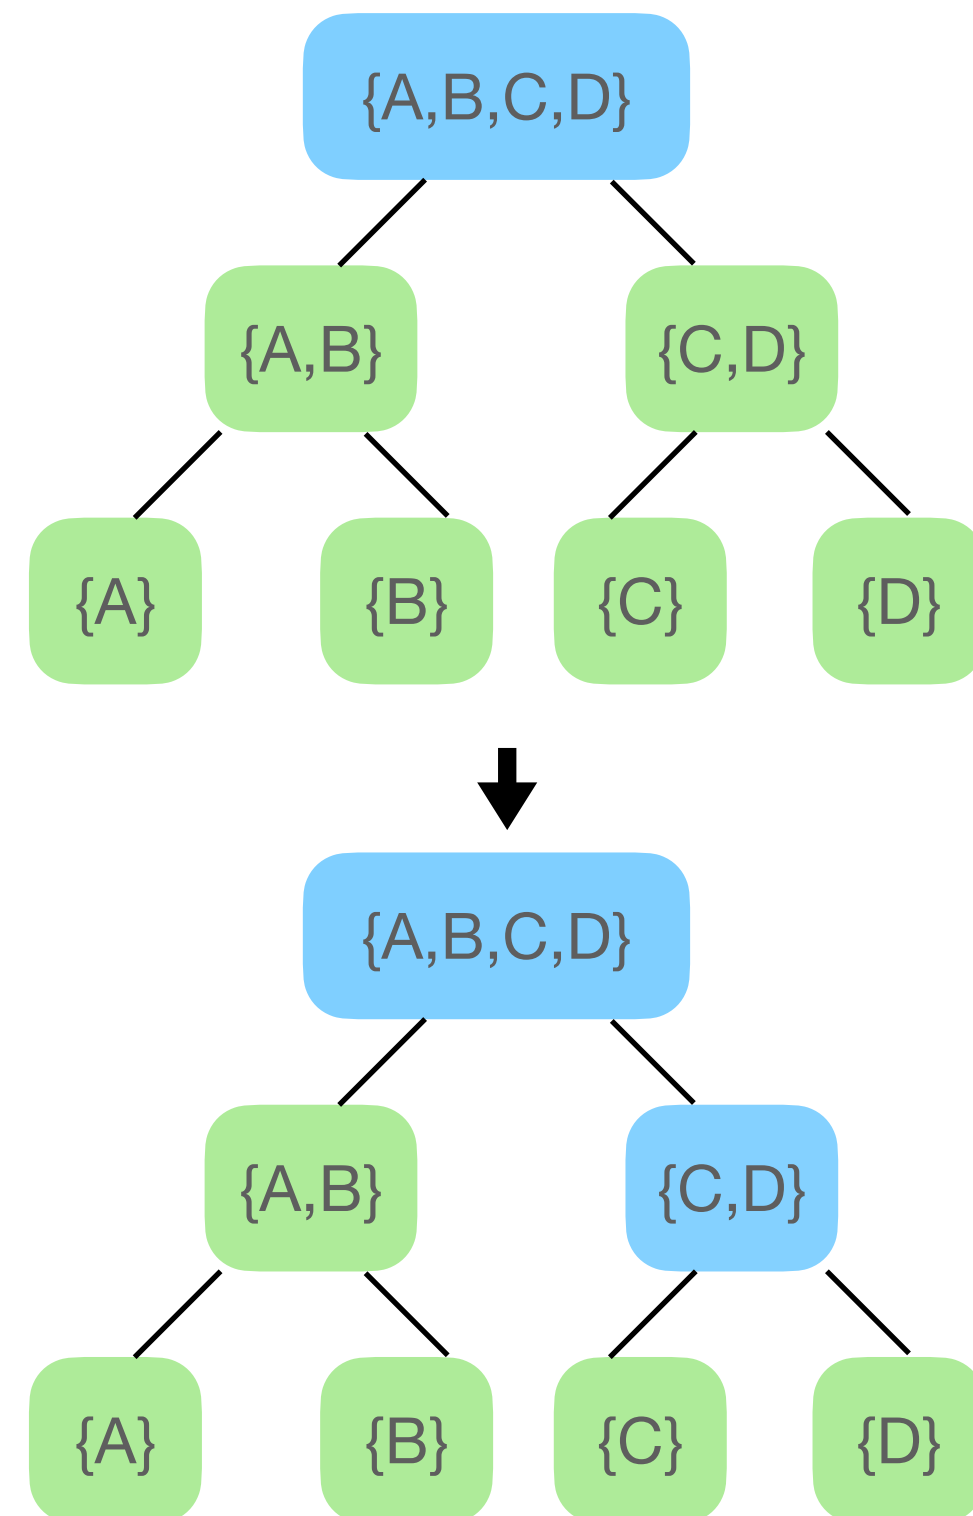 {A,B,C,D}
{A,B} {C,D}
{A} {B} {C} {D}
{A,B,C,D}
{A,B} {C,D}
{A} {B} {C} {D}